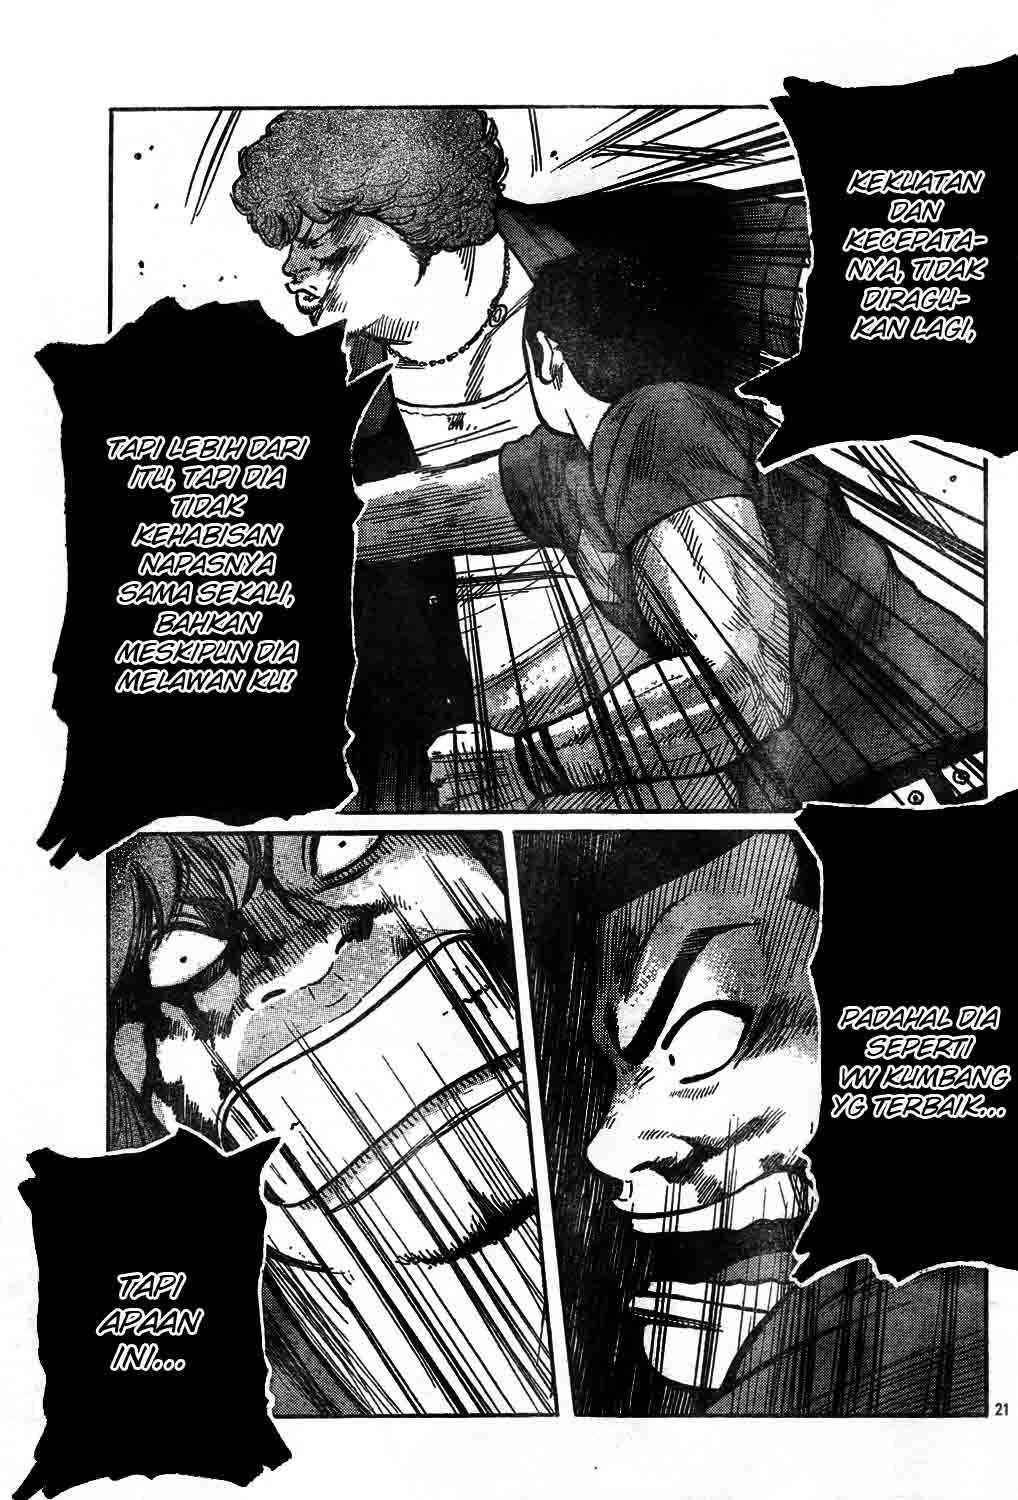 KEKUATAN
DAN
KECEPATA-
NYA, TIDAK
DIRAGU-
KAN LAGI,
TAPI LEBIH DARI
ITU, TAPI DIA
TIDAK
KEHABISAN
NAPASNYA
SAMA SEKALI,
BAHKAN
MESKIPUN DIA
MELAWAN KU!
PADAHAL DIA
SEPERTI
VW KUMBANG
YG TERBAIK...
TAPI
APAAN
INI...
21